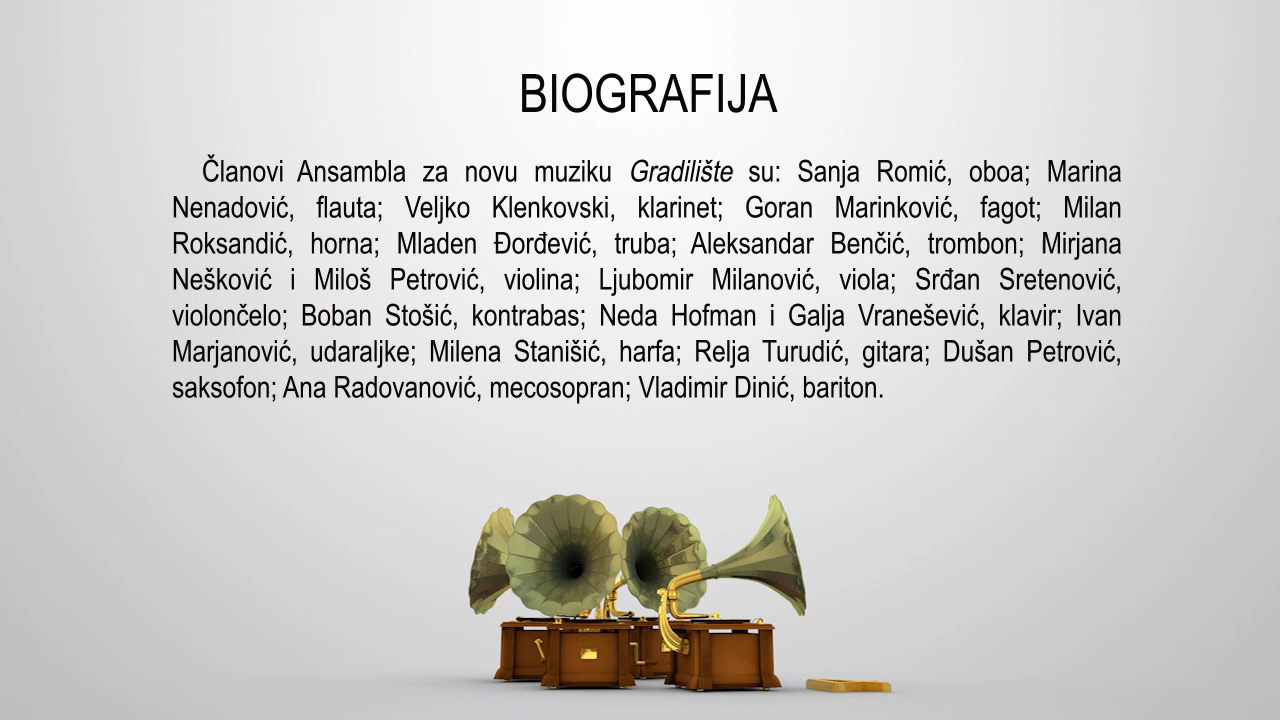 BIOGRAFIJA
Članovi Ansambla za novu muziku Gradilište su: Sanja Romić, oboa; Marina
Nenadović, flauta; Veljko Klenkovski, klarinet; Goran Marinković, fagot; Milan
Roksandić, horna; Mladen Đorđević, truba; Aleksandar Benčić, trombon; Mirjana
Nešković i Miloš Petrović, violina; Ljubomir Milanović, viola; Srđan Sretenović,
violončelo; Boban Stošić, kontrabas; Neda Hofman i Galja Vranešević, klavir; Ivan
Marjanović, udaraljke; Milena Stanišić, harfa; Relja Turudić, gitara; Dušan Petrović,
saksofon; Ana Radovanović, mecosopran; Vladimir Dinić, bariton.